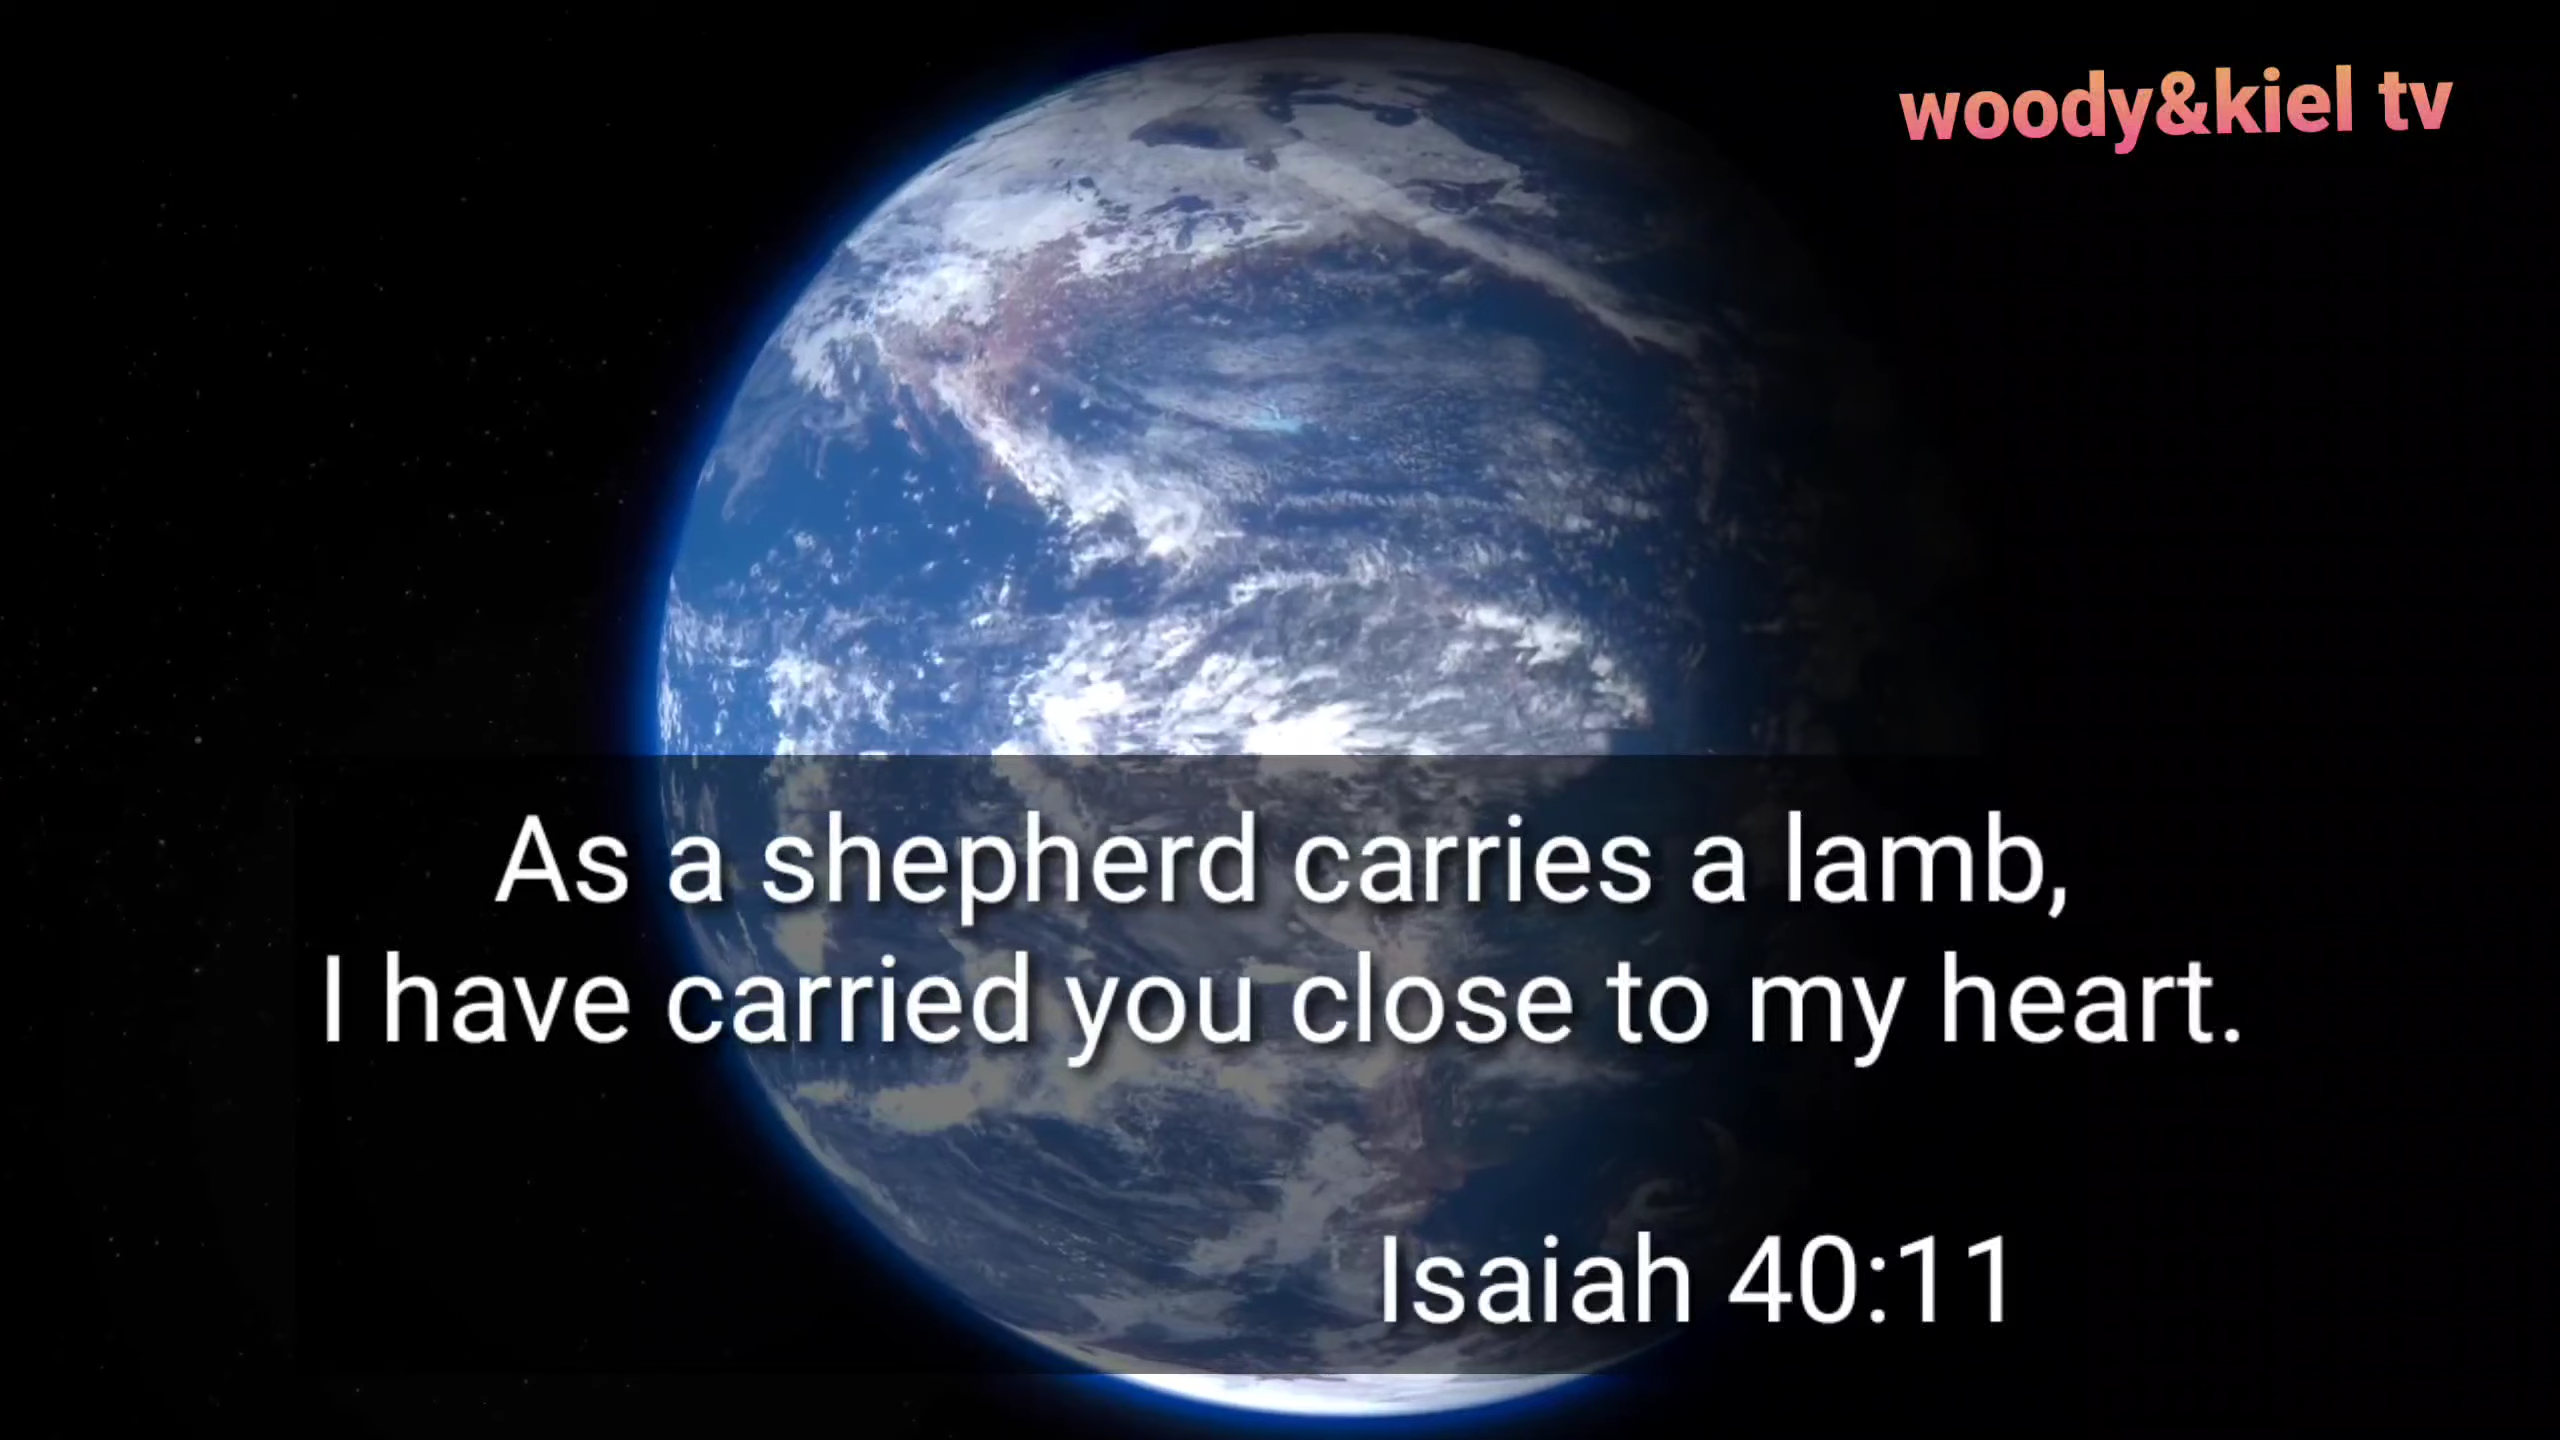 woody&kiel tv
As a shepherd carries a lamb,
I have carried you close to my heart.
Isaiah 40:11